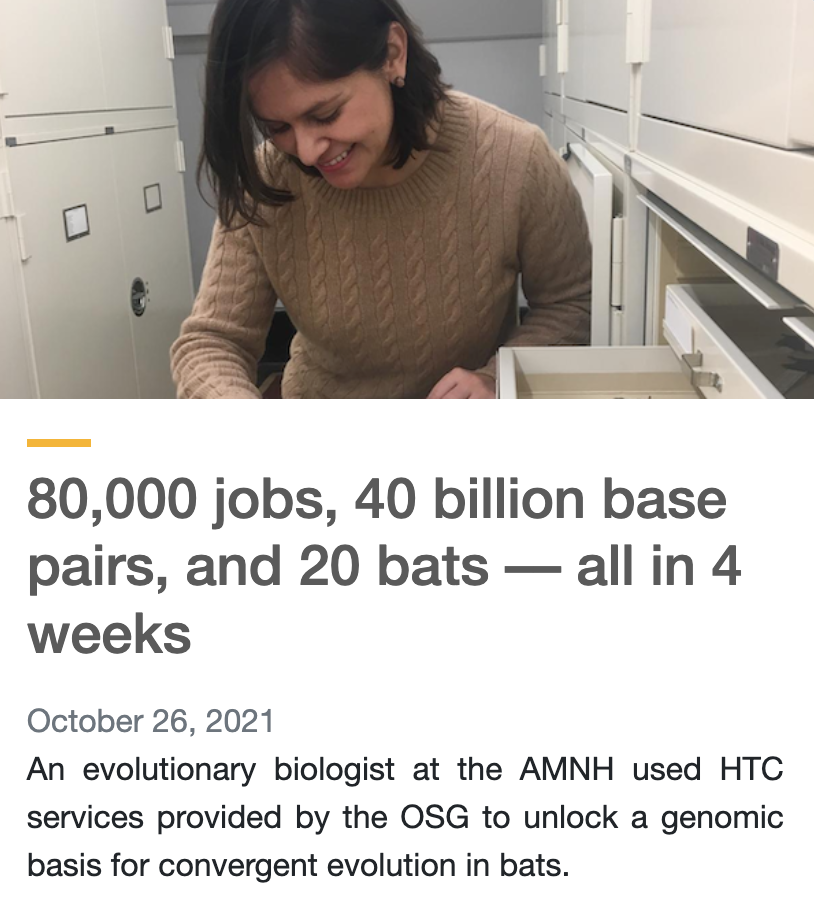 80,000 jobs, 40 billion base
pairs, and 20 bats — all in 4
weeks
October 26, 2021
An evolutionary biologist at the AMNH used HTC
services provided by the OSG to unlock a genomic
basis for convergent evolution in bats.